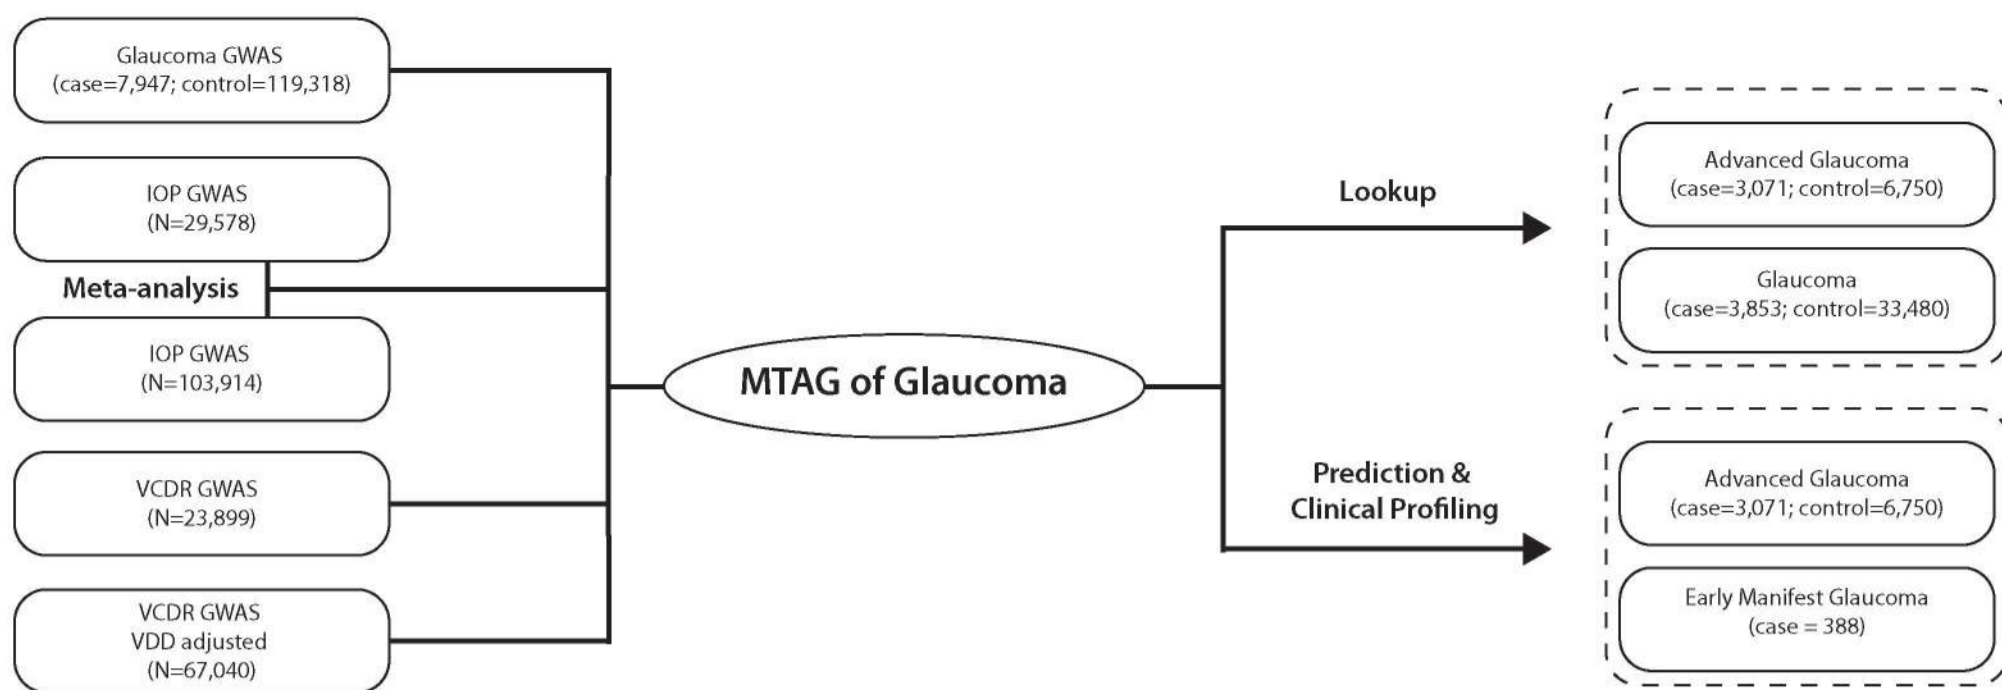 Glaucoma GWAS
(case=7,947; control=119,318)
IOP GWAS
(N=29,578)
Meta-analysis
IOP GWAS
(N=103,914)
VCDR GWAS
(N=23,899)
VCDR GWAS
VDD adjusted
(N=67,040)
MTAG of Glaucoma
Lookup
Prediction &
Clinical Profiling
Advanced Glaucoma
(case=3,071; control=6,750)
Glaucoma
(case=3,853; control=33,480)
Advanced Glaucoma
(case=3,071; control=6,750)
Early Manifest Glaucoma
(case = 388)